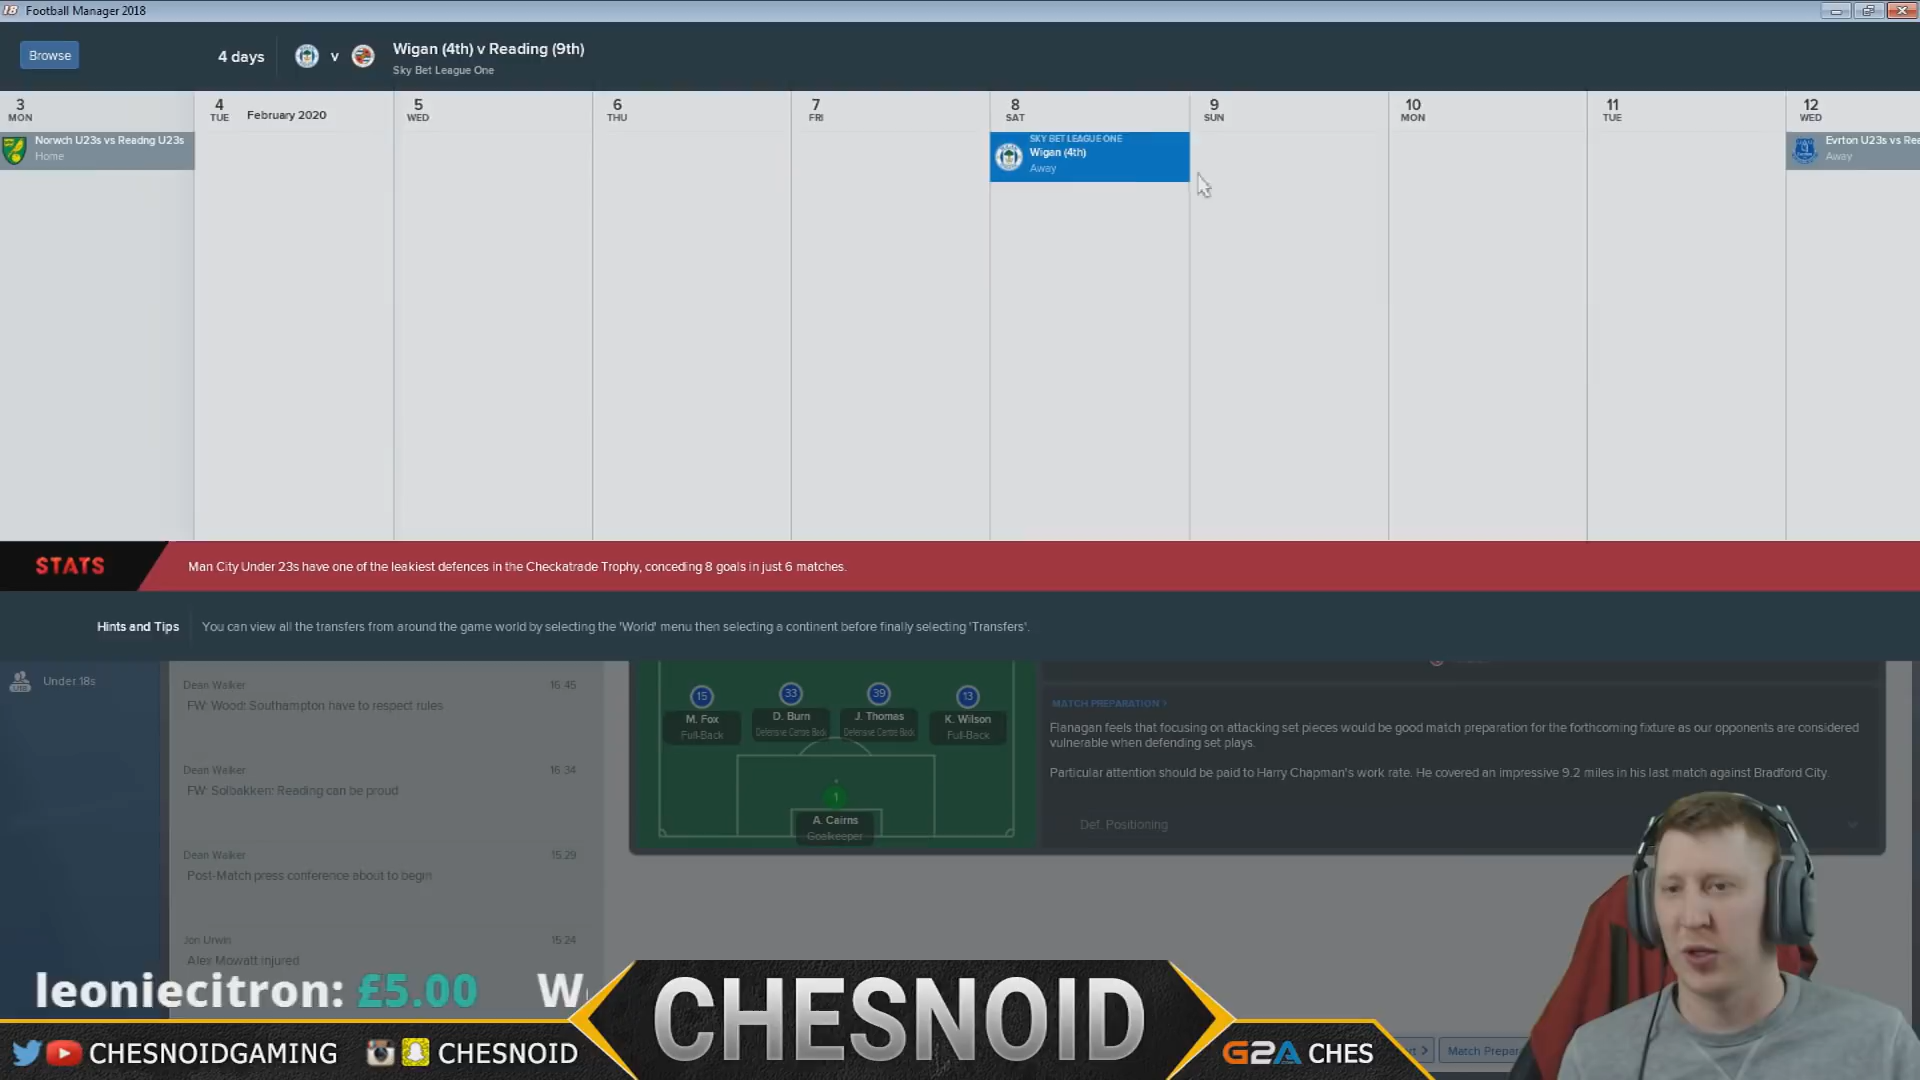 18 Football Manager 2018
Browse
4 days
v
Wigan (4th) v Reading (9th)
Sky Bet League One
3
MON
4
TUE
February 2020
5
WED
6
THU
7
FRI
8
SAT
9
SUN
10
MON
11
TUE
12
WED
Norwch U23s vs Readng U23s
Home
SKY BET LEAGUE ONE
Wigan (4th)
Away
Evrton U23s vs Rea
Away
STATS
Man City Under 23s have one of the leakiest defences in the Checkatrade Trophy, conceding 8 goals in just 6 matches.
Hints and Tips
You can view all the transfers from around the game world by selecting the 'World' menu then selecting a continent before finally selecting 'Transfers'.
Under 18s
Dean Walker 16:45
FW: Wood: Southampton have to respect rules
Dean Walker 16:34
FW: Solbakken: Reading can be proud
Dean Walker 15:29
Post-Match press conference about to begin
Jon Urwin 15:24
Alex Mowatt injured
15
M. Fox
Full-Back
33
D. Burn
Defensive Centre Back
39
J. Thomas
Defensive Centre Back
13
K. Wilson
Full-Back
1
A. Cairns
Goalkeeper
MATCH PREPARATION >
Flanagan feels that focusing on attacking set pieces would be good match preparation for the forthcoming fixture as our opponents are considered
vulnerable when defending set plays.
Particular attention should be paid to Harry Chapman's work rate. He covered an impressive 9.2 miles in his last match against Bradford City.
Def. Positioning
Match Prepar
leoniecitron: £5.00
CHESNOID
CHESNOIDGAMING
CHESNOID
G2A CHES